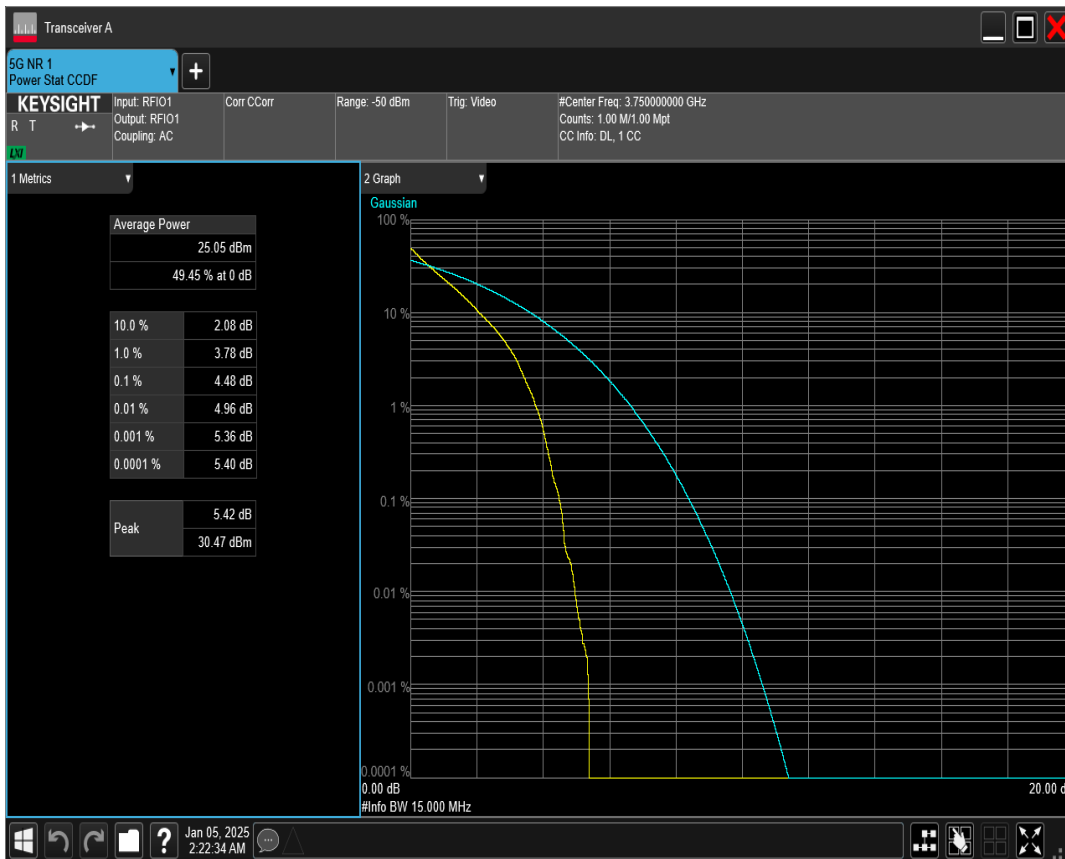 Transceiver A
5G NR 1
Power Stat CCDF
KEYSIGHT
R T
LXI
Input: RFIO1
Output: RFIO1
Coupling: AC
Corr CCorr
Range: -50 dBm
Trig: Video
#Center Freq: 3.750000000 GHz
Counts: 1.00 M/1.00 Mpt
CC Info: DL, 1 CC
1 Metrics
Average Power
25.05 dBm
49.45 % at 0 dB
10.0 % 2.08 dB
1.0 % 3.78 dB
0.1 % 4.48 dB
0.01 % 4.96 dB
0.001 % 5.36 dB
0.0001 % 5.40 dB
Peak
5.42 dB
30.47 dBm
2 Graph
Gaussian
100 %
10 %
1 %
0.1 %
0.01 %
0.001 %
0.0001 %
0.00 dB
20.00 d
#Info BW 15.000 MHz
?
Jan 05, 2025
2:22:34 AM